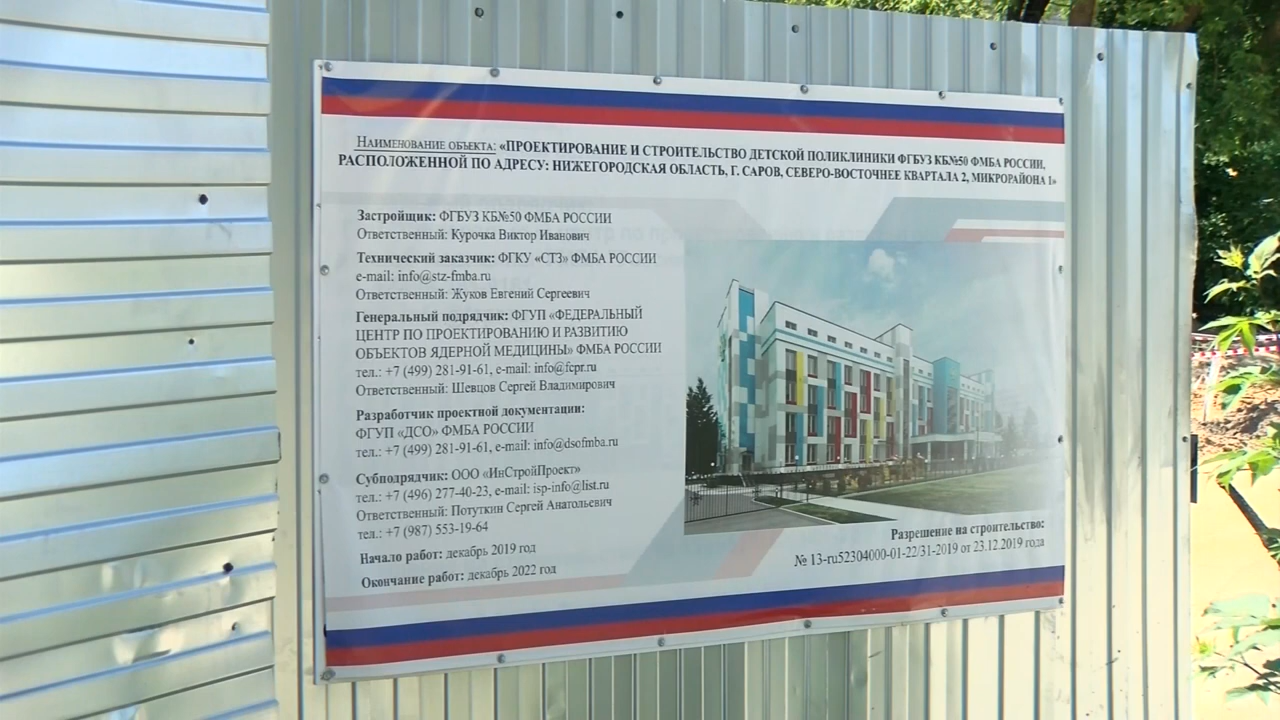 Наименование объекта: «ПРОЕКТИРОВАНИЕ И СТРОИТЕЛЬСТВО ДЕТСКОЙ ПОЛИКЛИНИКИ ФГБУЗ КБ№50 ФМБА РОССИИ,
РАСПОЛОЖЕННОЙ ПО АДРЕСУ: НИЖЕГОРОДСКАЯ ОБЛАСТЬ, Г. САРОВ, СЕВЕРО-ВОСТОЧНЕЕ КВАРТАЛА 2, МИКРОРАЙОНА 1»
Застройщик: ФГБУЗ КБ№50 ФМБА РОССИИ
Ответственный: Курочка Виктор Иванович
Технический заказчик: ФГКУ «СТЗ» ФМБА РОССИИ
e-mail: info@stz-fmba.ru
Ответственный: Жуков Евгений Сергеевич
Генеральный подрядчик: ФГУП «ФЕДЕРАЛЬНЫЙ
ЦЕНТР ПО ПРОЕКТИРОВАНИЮ И РАЗВИТИЮ
ОБЪЕКТОВ ЯДЕРНОЙ МЕДИЦИНЫ» ФМБА РОССИИ
тел.: +7 (499) 281-91-61, e-mail: info@fcpr.ru
Ответственный: Шевцов Сергей Владимирович
Разработчик проектной документации:
ФГУП «ДСО» ФМБА РОССИИ
тел.: +7 (499) 281-91-61, e-mail: info@dsofmba.ru
Субподрядчик: ООО «ИнСтройПроект»
тел.: +7 (496) 277-40-23, e-mail: isp-info@list.ru
Ответственный: Потуткин Сергей Анатольевич
тел.: +7 (987) 553-19-64
Начало работ: декабрь 2019 год
Окончание работ: декабрь 2022 год
Разрешение на строительство:
№ 13-ru52304000-01-22/31-2019 от 23.12.2019 года